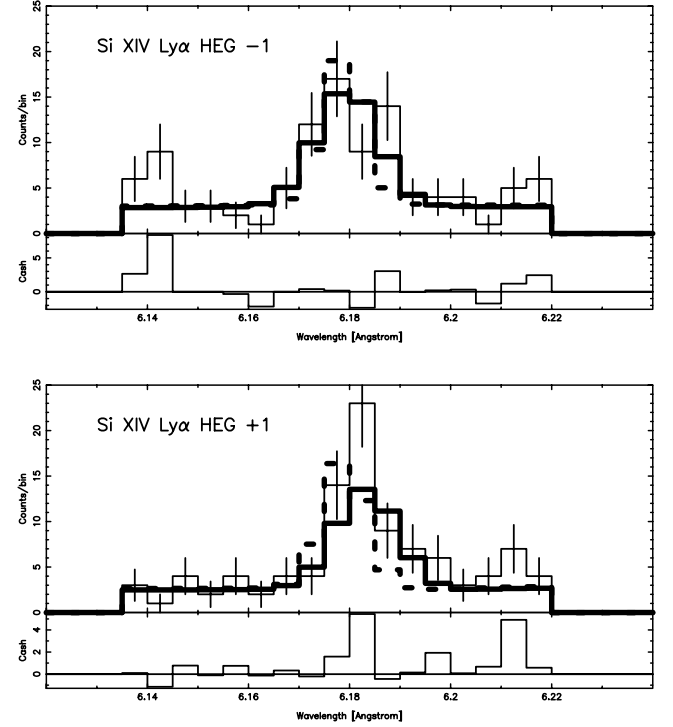 25
20
15
10
5
0
Counts/bin
Si XIV Lyα HEG −1
5
0
Cash
6.14 6.16 6.18 6.2 6.22
Wavelength [Angstrom]
25
20
15
10
5
0
Counts/bin
Si XIV Lyα HEG +1
4
2
0
Cash
6.14 6.16 6.18 6.2 6.22
Wavelength [Angstrom]